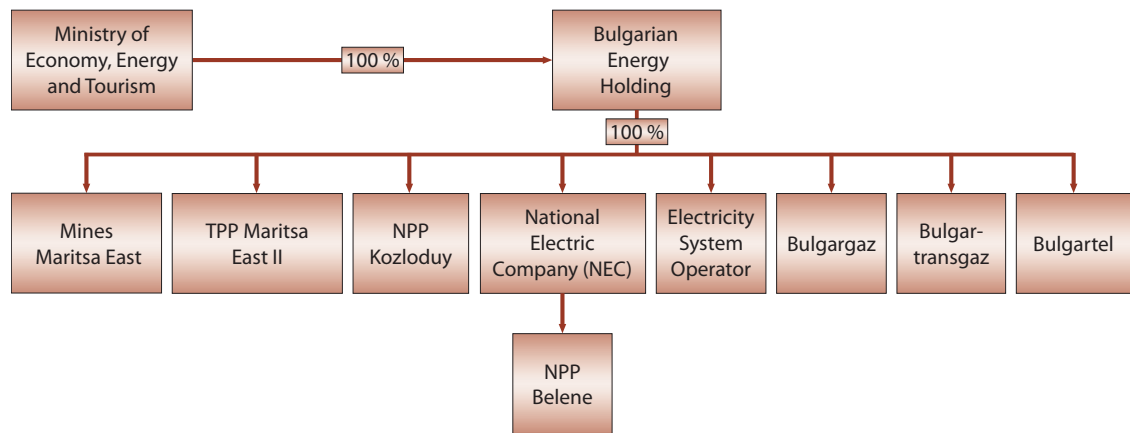 Ministry of
Economy, Energy
and Tourism
100 %
Bulgarian
Energy
Holding
100 %
Mines
Maritsa East
TPP Maritsa
East II
NPP
Kozloduy
National
Electric
Company (NEC)
Electricity
System
Operator
Bulgargaz
Bulgar-
transgaz
Bulgartel
NPP
Belene